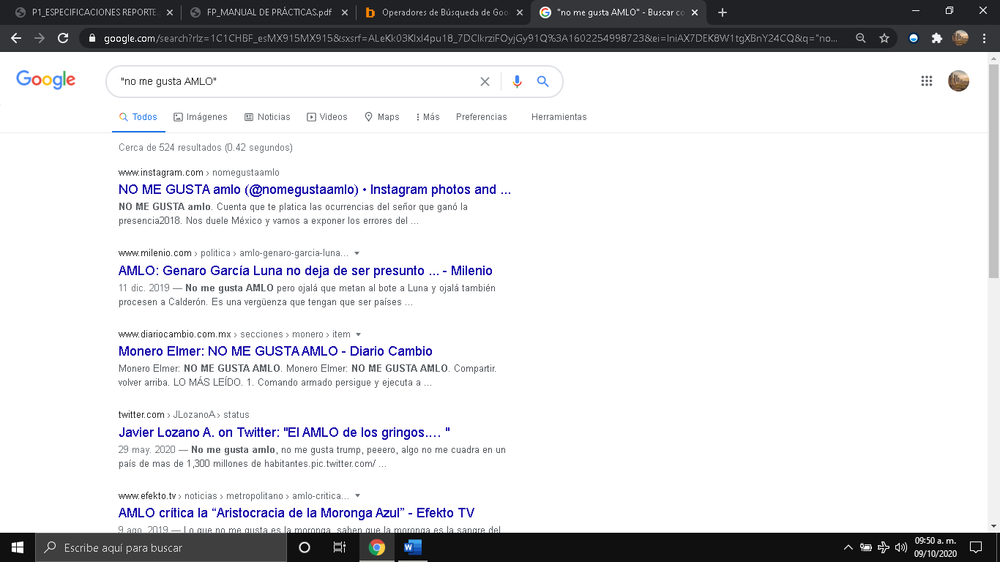 P1_ESPECIFICACIONES REPORTE.p
FP_MANUAL DE PRÁCTICAS.pdf
Operadores de Búsqueda de Goo
"no me gusta AMLO" - Buscar co
google.com/search?rlz=1C1CHBF_esMX915MX915&sxsrf=ALeKk03KIxI4pu18_7DCIkrziFOyjGy91Q%3A1602254998723&ei=IniAX7DEK8W1tgXBnY24CQ&q="no...
Google
"no me gusta AMLO"
Todos
Imágenes
Noticias
Videos
Maps
Más
Preferencias
Herramientas
Cerca de 524 resultados (0.42 segundos)
www.instagram.com › nomegustaamlo
NO ME GUSTA amlo (@nomegustaamlo) • Instagram photos and ...
NO ME GUSTA amlo. Cuenta que te platica las ocurrencias del señor que ganó la
presencia2018. Nos duele México y vamos a exponer los errores del ...
www.milenio.com › politica › amlo-genaro-garcia-luna...
AMLO: Genaro García Luna no deja de ser presunto ... - Milenio
11 dic. 2019 — No me gusta AMLO pero ojalá que metan al bote a Luna y ojalá también
procesen a Calderón. Es una vergüenza que tengan que ser países ...
www.diariocambio.com.mx › secciones › monero › item
Monero Elmer: NO ME GUSTA AMLO - Diario Cambio
Monero Elmer: NO ME GUSTA AMLO. Monero Elmer: NO ME GUSTA AMLO. Compartir.
volver arriba. LO MÁS LEÍDO. 1. Comando armado persigue y ejecuta a ...
twitter.com › JLozanoA › status
Javier Lozano A. on Twitter: "El AMLO de los gringos.… "
29 may. 2020 — No me gusta amlo, no me gusta trump, peeero, algo no me cuadra en un
país de mas de 1,300 millones de habitantes.pic.twitter.com/ ...
www.efekto.tv › noticias › metropolitano › amlo-critica...
AMLO crítica la “Aristocracia de la Moronga Azul” - Efekto TV
9 ago. 2019 — Lo que no me gusta es la moronga, saben que la moronga es la sangre del
Escribe aquí para buscar
09:50 a. m.
09/10/2020